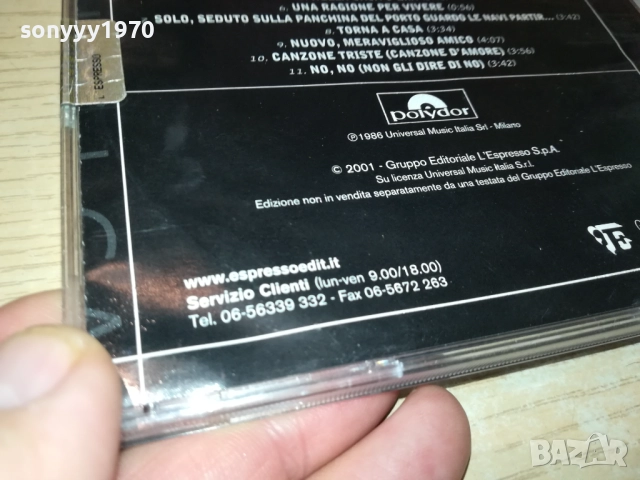 sonyyy1970
6. UNA RAGIONE PER VIVERE (0:56)
SOLO, SEDUTO SULLA PANCHINA DEL PORTO GUARDO LE NAVI PARTIR... (3:42)
8. TORNA A CASA (3:34)
9. NUOVO, MERAVIGLIOSO AMICO (4:07)
10. CANZONE TRISTE (CANZONE D'AMORE) (3:56)
11. NO, NO (NON GLI DIRE DI NO) (3:42)
L'ESPRESSO
polydor
℗ 1986 Universal Music Italia Srl - Milano
© 2001 - Gruppo Editoriale L'Espresso S.p.A.
Su licenza Universal Music Italia S.r.l.
Edizione non in vendita separatamente da una testata del Gruppo Editoriale L'Espresso
www.espressoedit.it
Servizio Clienti (lun-ven 9.00/18.00)
Tel. 06-56339 332 - Fax 06-5672 263
BAZAR